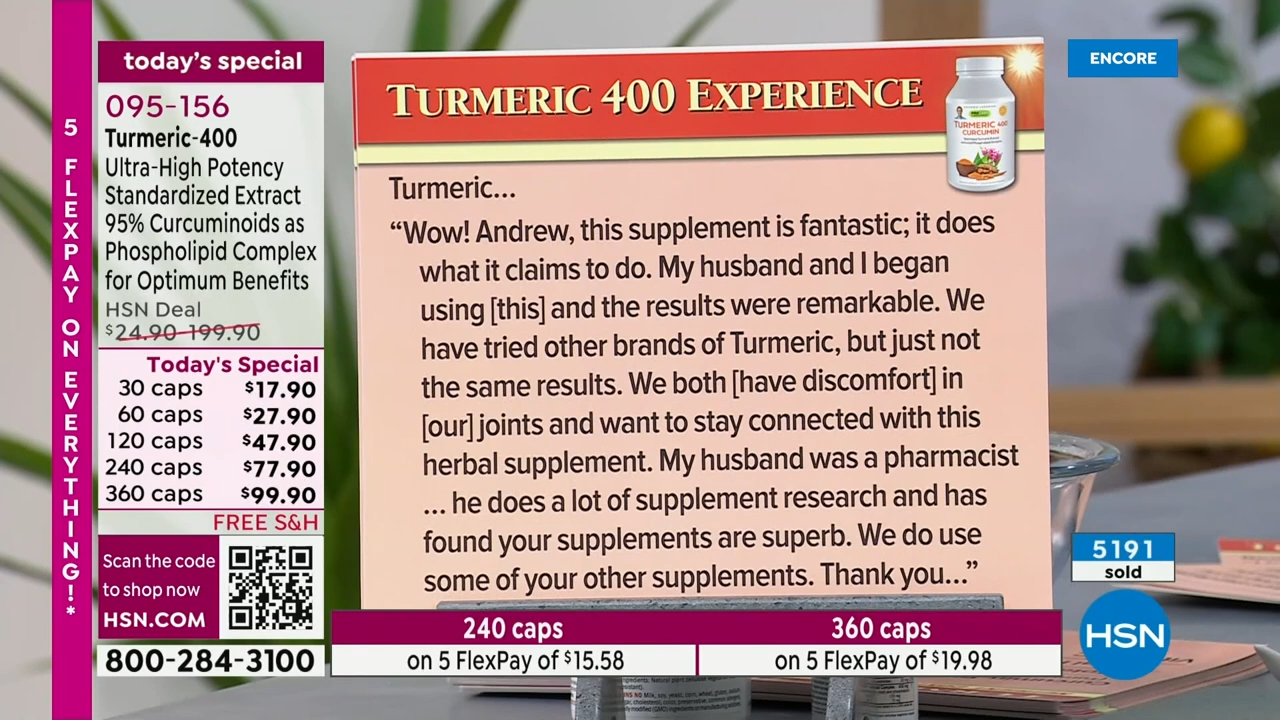 5 FLEXPAY ON EVERYTHING!*
today's special
095-156
Turmeric-400
Ultra-High Potency
Standardized Extract
95% Curcuminoids as
Phospholipid Complex
for Optimum Benefits
HSN Deal
$24.90-199.90
Today's Special
30 caps $17.90
60 caps $27.90
120 caps $47.90
240 caps $77.90
360 caps $99.90
FREE S&H
Scan the code
to shop now
HSN.COM
800-284-3100
TURMERIC 400 EXPERIENCE
TURMERIC 400
CURCUMIN
Turmeric...
“Wow! Andrew, this supplement is fantastic; it does
what it claims to do. My husband and I began
using [this] and the results were remarkable. We
have tried other brands of Turmeric, but just not
the same results. We both [have discomfort] in
[our] joints and want to stay connected with this
herbal supplement. My husband was a pharmacist
... he does a lot of supplement research and has
found your supplements are superb. We do use
some of your other supplements. Thank you...”
240 caps
on 5 FlexPay of $15.58
360 caps
on 5 FlexPay of $19.98
ENCORE
5191
sold
HSN